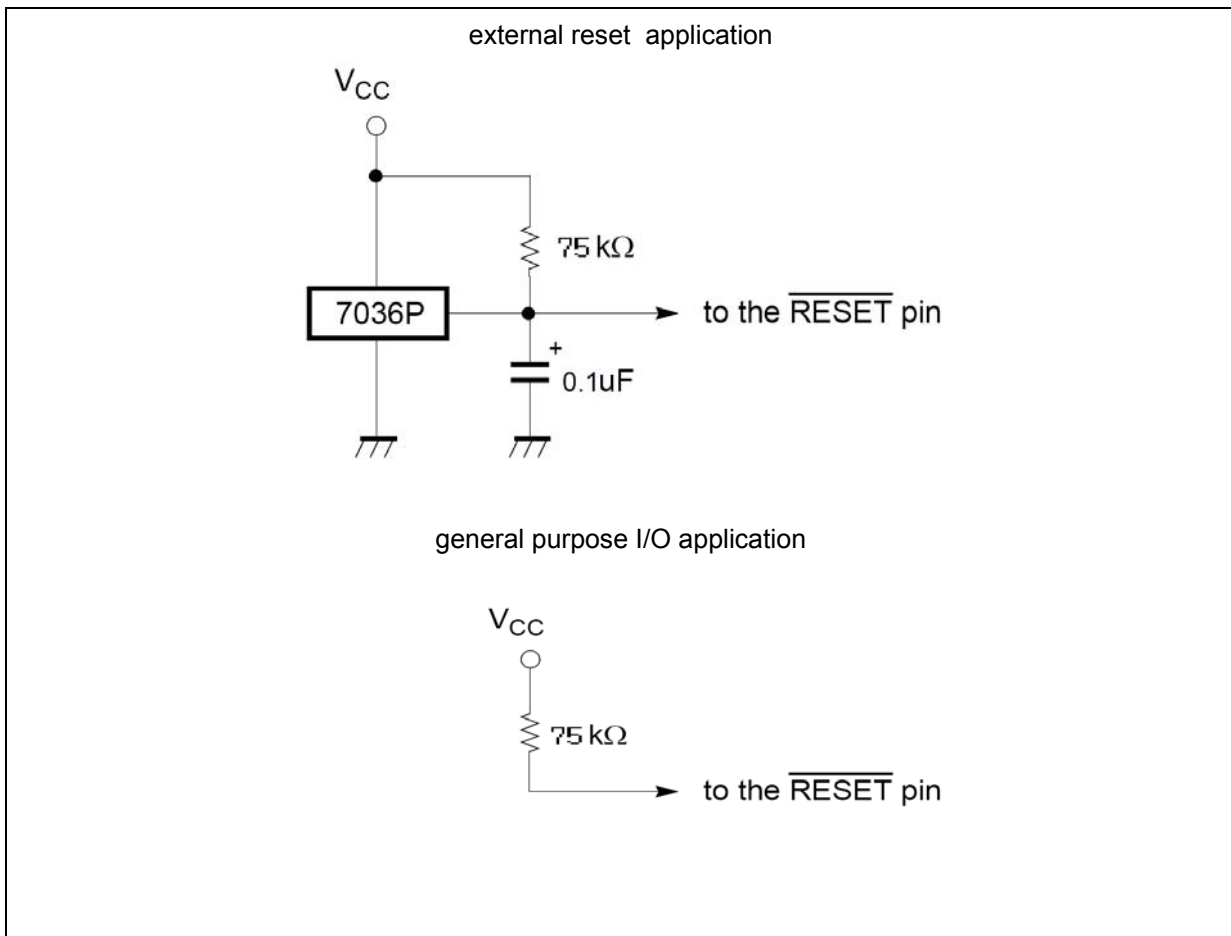 external reset application
VCC
75 kΩ
7036P
to the RESET pin
+
0.1uF
general purpose I/O application
VCC
75 kΩ
to the RESET pin